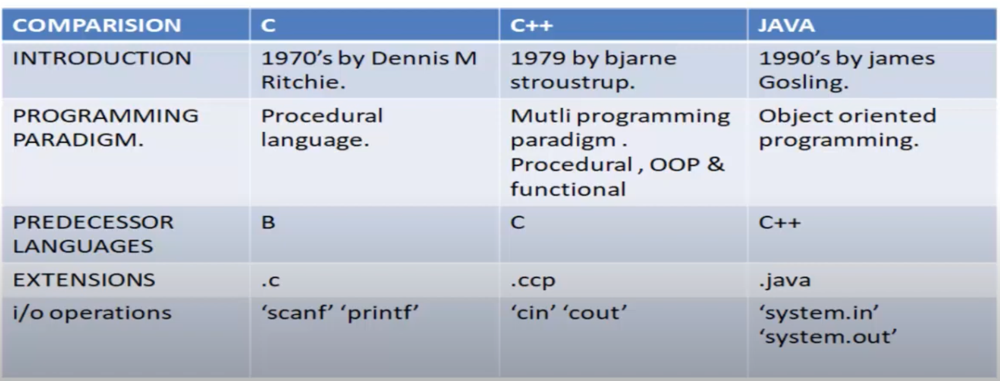 COMPARISION C C++ JAVA
INTRODUCTION 1970’s by Dennis M Ritchie. 1979 by bjarne stroustrup. 1990’s by james Gosling.
PROGRAMMING PARADIGM. Procedural language. Mutli programming paradigm . Procedural , OOP & functional Object oriented programming.
PREDECESSOR LANGUAGES B C C++
EXTENSIONS .c .ccp .java
i/o operations ‘scanf’ ‘printf’ ‘cin’ ‘cout’ ‘system.in’ ‘system.out’